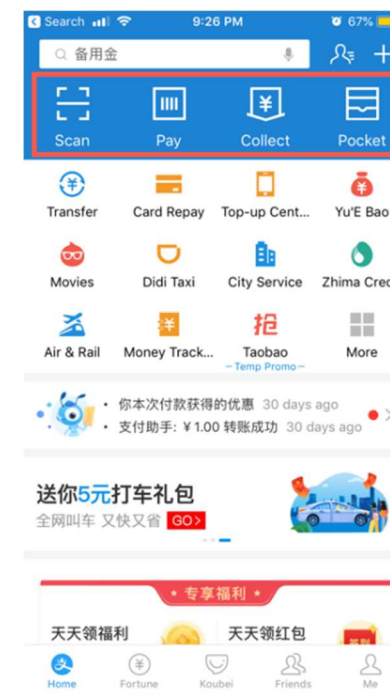 Search 9:26 PM 67%
备用金
Scan Pay Collect Pocket
Transfer Card Repay Top-up Cent... Yu'E Bao
Movies Didi Taxi City Service Zhima Cred
抢
Air & Rail Money Track... Taobao More
Temp Promo
你本次付款获得的优惠 30 days ago
支付助手: ¥1.00 转账成功 30 days ago
送你5元打车礼包
全网叫车 又快又省 GO>
专享福利
天天领福利 天天领红包
支
Home Fortune Koubei Friends Me